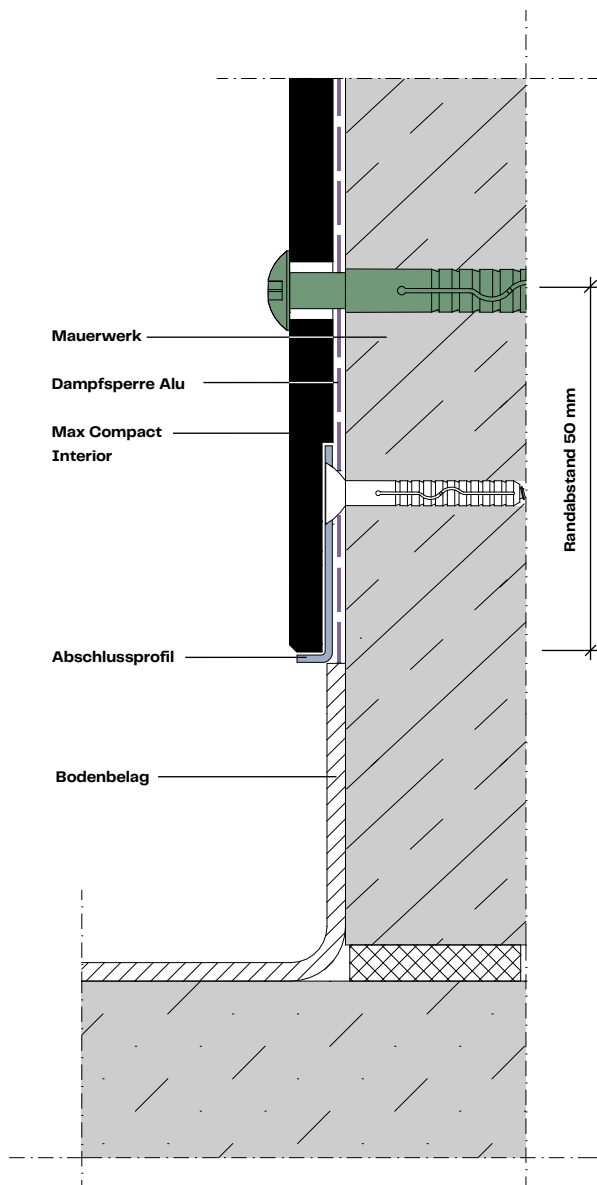 Mauerwerk
Dampfsperre Alu
Max Compact
Interior
Randabstand 50 mm
Abschlussprofil
Bodenbelag